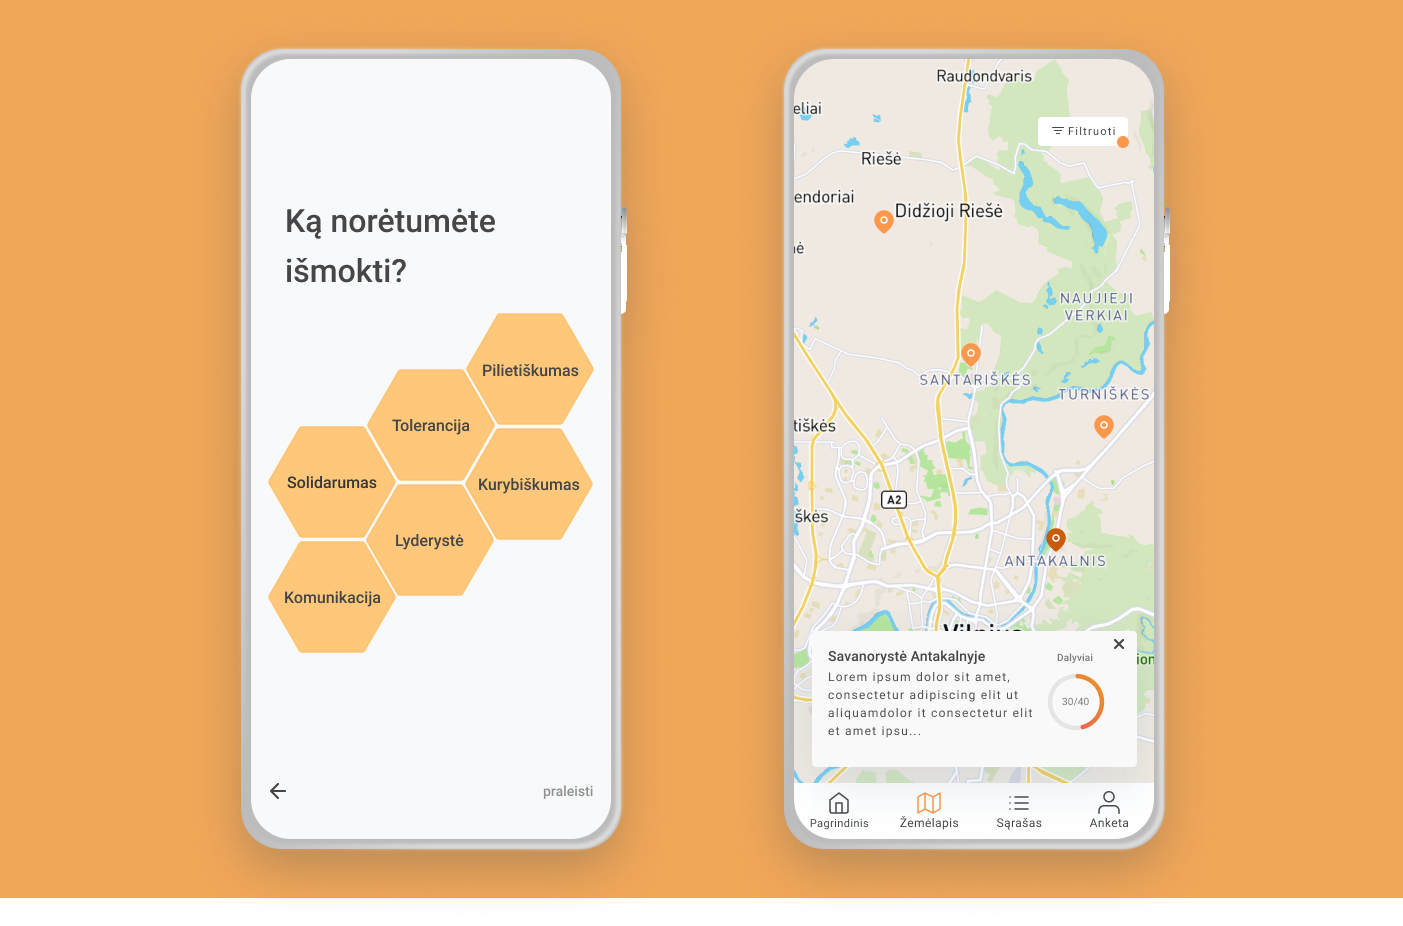 Ką norėtumėte
išmokti?
Pilietiškumas
Tolerancija
Solidarumas
Kurybiškumas
Lyderystė
Komunikacija
praleisti
Raudondvaris
eliai
Filtruoti
Riešė
endoriai
Didžioji Riešė
ė
NAUJIEJI
VERKIAI
SANTARIŠKĖS
TURNIŠKĖS
tiškės
A2
škės
ANTAKALNIS
Vilnius
Savanorystė Antakalnyje
Dalyviai
Lorem ipsum dolor sit amet,
consectetur adipiscing elit ut
aliquamdolor it consectetur elit
et amet ipsu...
30/40
ion
Pagrindinis
Žemėlapis
Sąrašas
Anketa